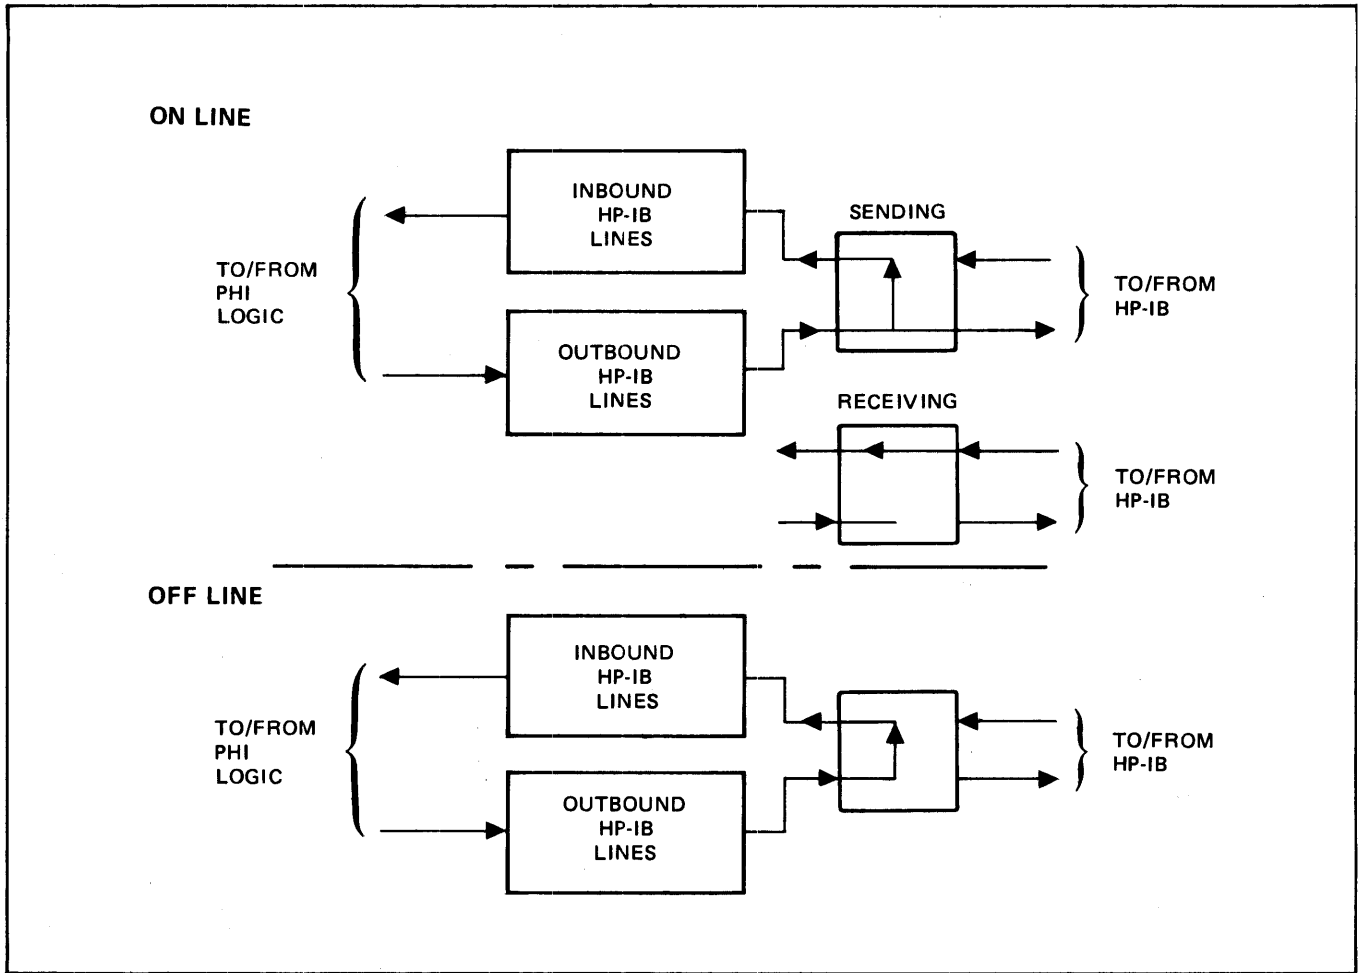 ON LINE
INBOUND
HP-IB
LINES
SENDING
TO/FROM
PHI
LOGIC
TO/FROM
HP-IB
OUTBOUND
HP-IB
LINES
RECEIVING
TO/FROM
HP-IB
OFF LINE
INBOUND
HP-IB
LINES
TO/FROM
PHI
LOGIC
TO/FROM
HP-IB
OUTBOUND
HP-IB
LINES